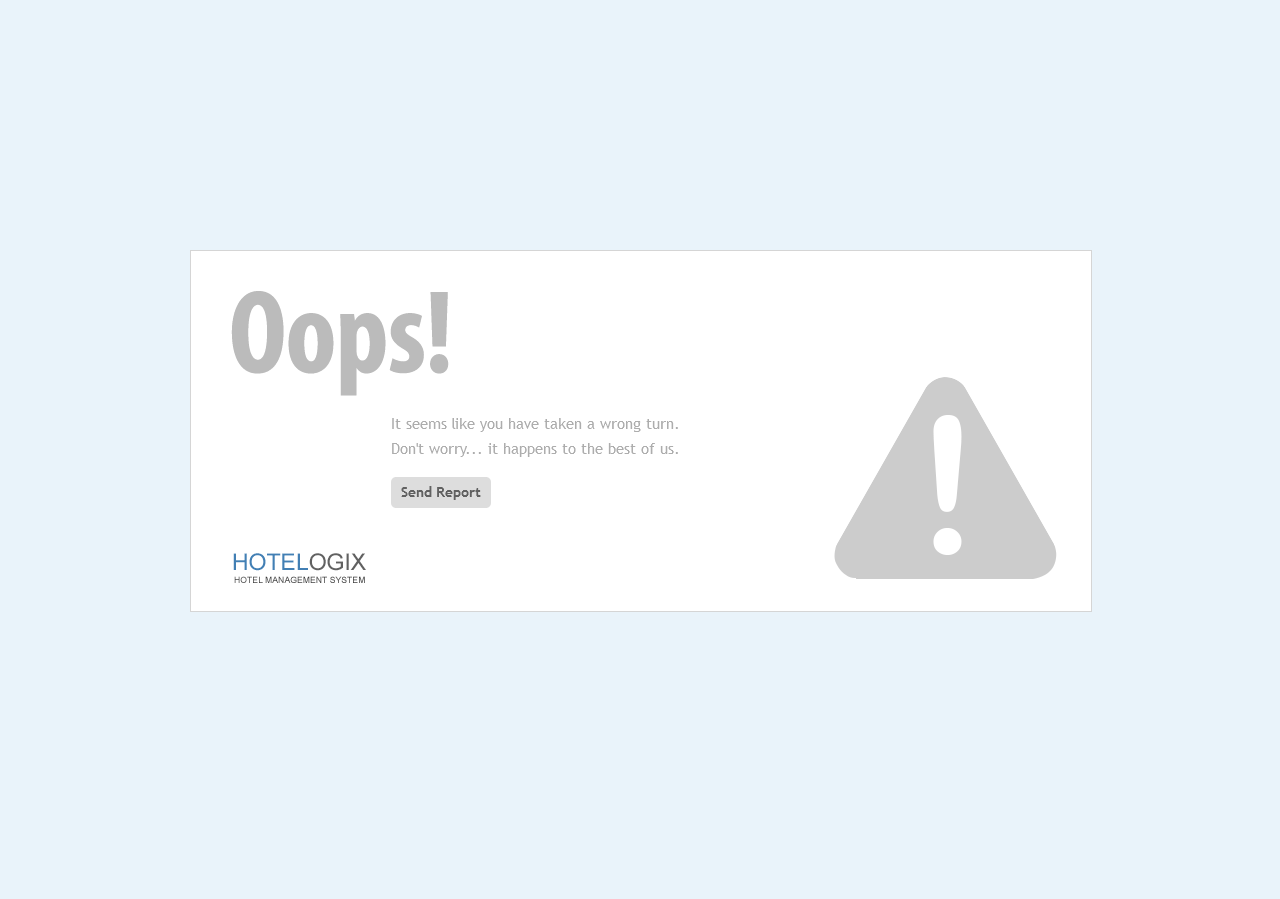 Oops!
It seems like you have taken a wrong turn.
Don't worry... it happens to the best of us.
Send Report
HOTELOGIX
HOTEL MANAGEMENT SYSTEM